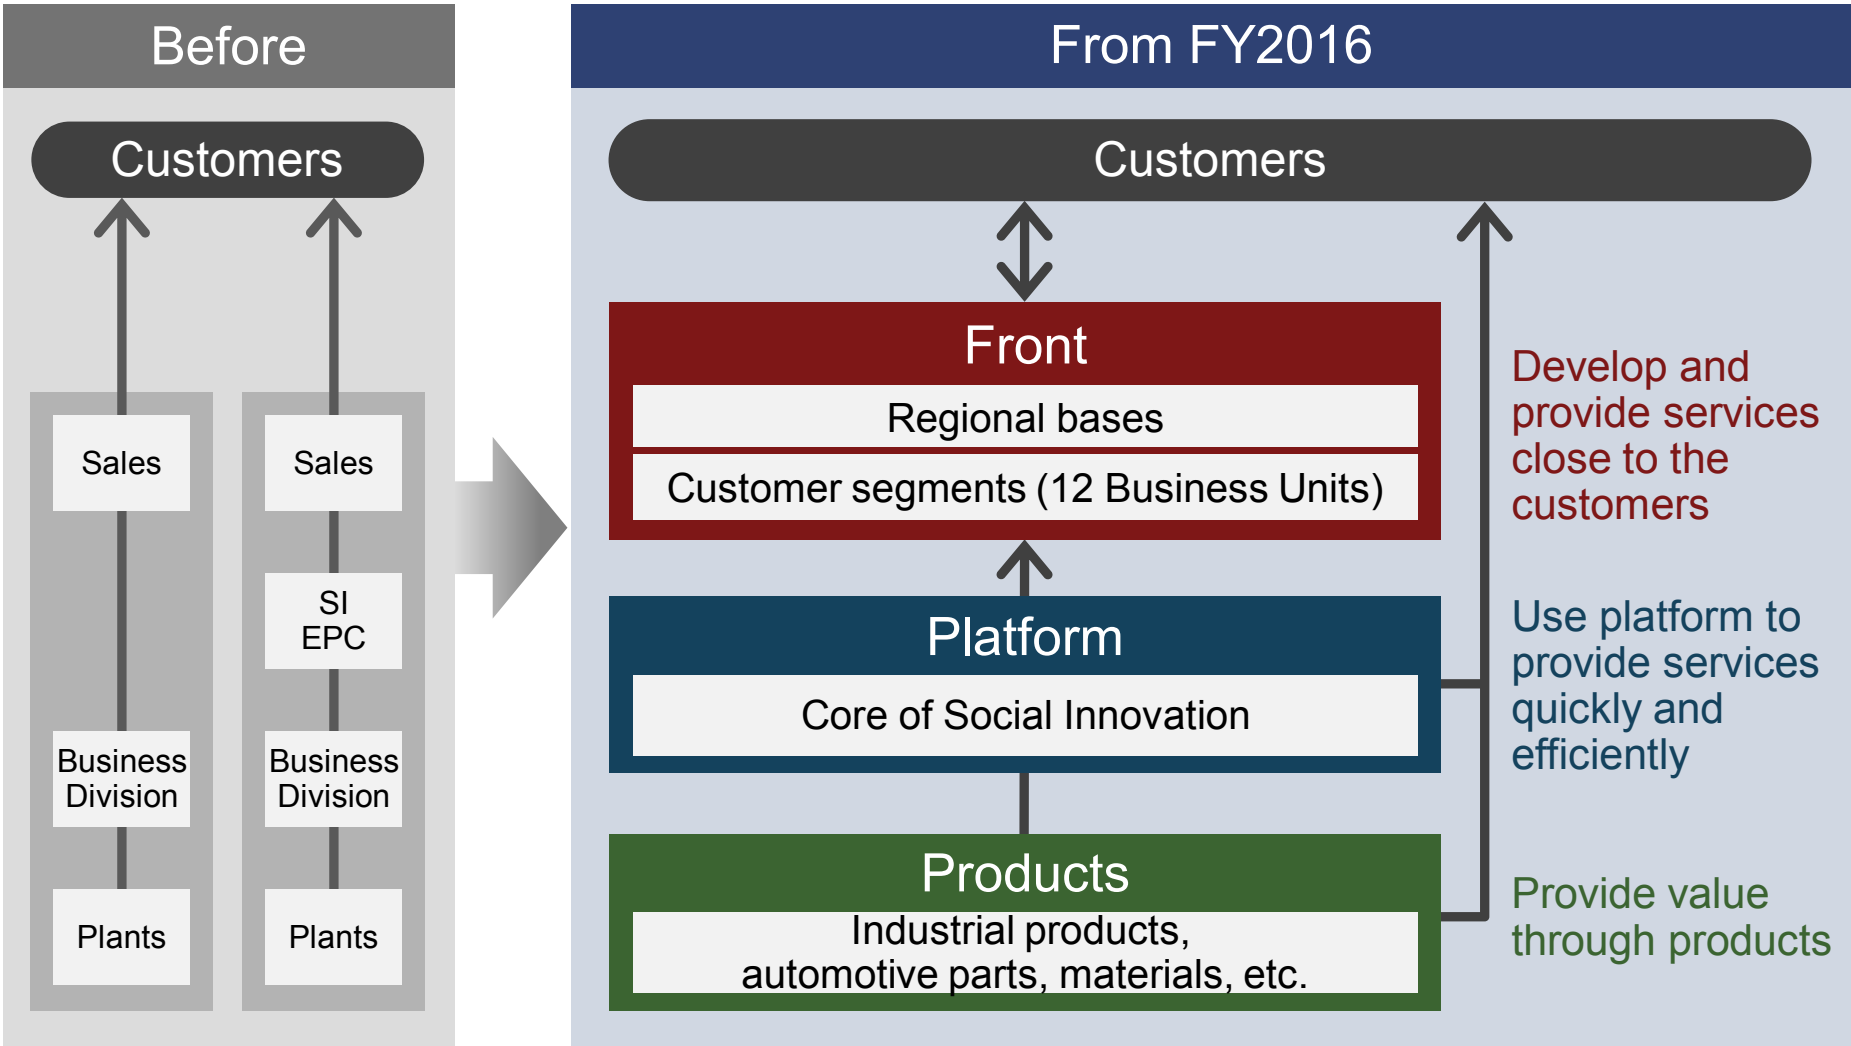 Before
Customers
Sales
Business
Division
Plants
Sales
SI
EPC
Business
Division
Plants
From FY2016
Customers
Front
Regional bases
Customer segments (12 Business Units)
Develop and
provide services
close to the
customers
Platform
Core of Social Innovation
Use platform to
provide services
quickly and
efficiently
Products
Industrial products,
automotive parts, materials, etc.
Provide value
through products